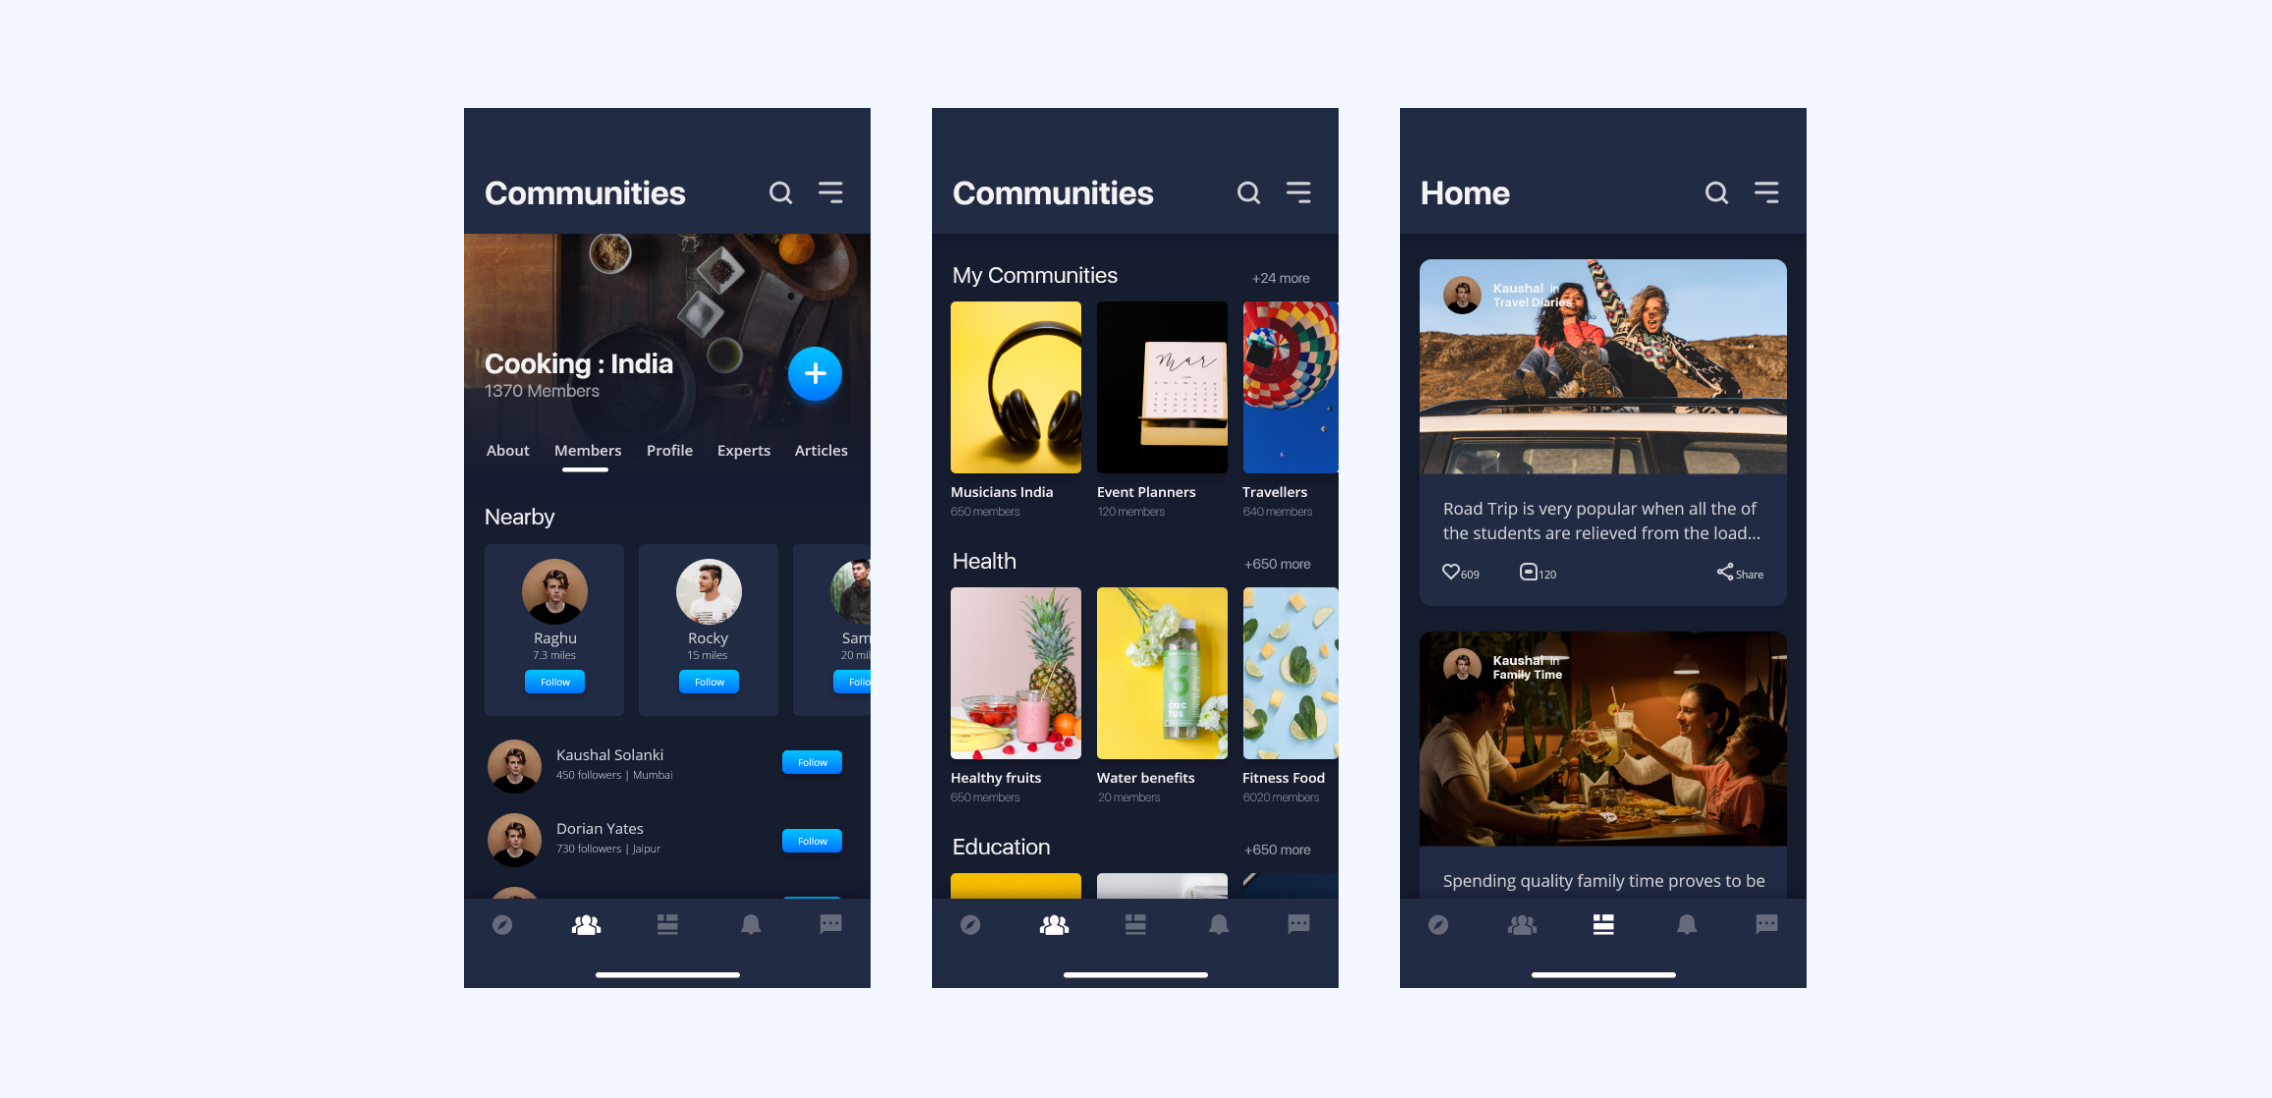 Communities
Cooking : India
1370 Members
About Members Profile Experts Articles
Nearby
Raghu
7.3 miles
Follow
Rocky
15 miles
Follow
Sam
20 mil
Follo
Kaushal Solanki
450 followers | Mumbai
Follow
Dorian Yates
730 followers | Jaipur
Follow
Communities
My Communities
+24 more
mar
Musicians India
650 members
Event Planners
120 members
Travellers
640 members
Health
+650 more
coc
tus
Healthy fruits
650 members
Water benefits
20 members
Fitness Food
6020 members
Education
+650 more
Home
Kaushal in
Travel Diaries
Road Trip is very popular when all the of
the students are relieved from the load...
609
120
Share
Kaushal in
Family Time
Spending quality family time proves to be